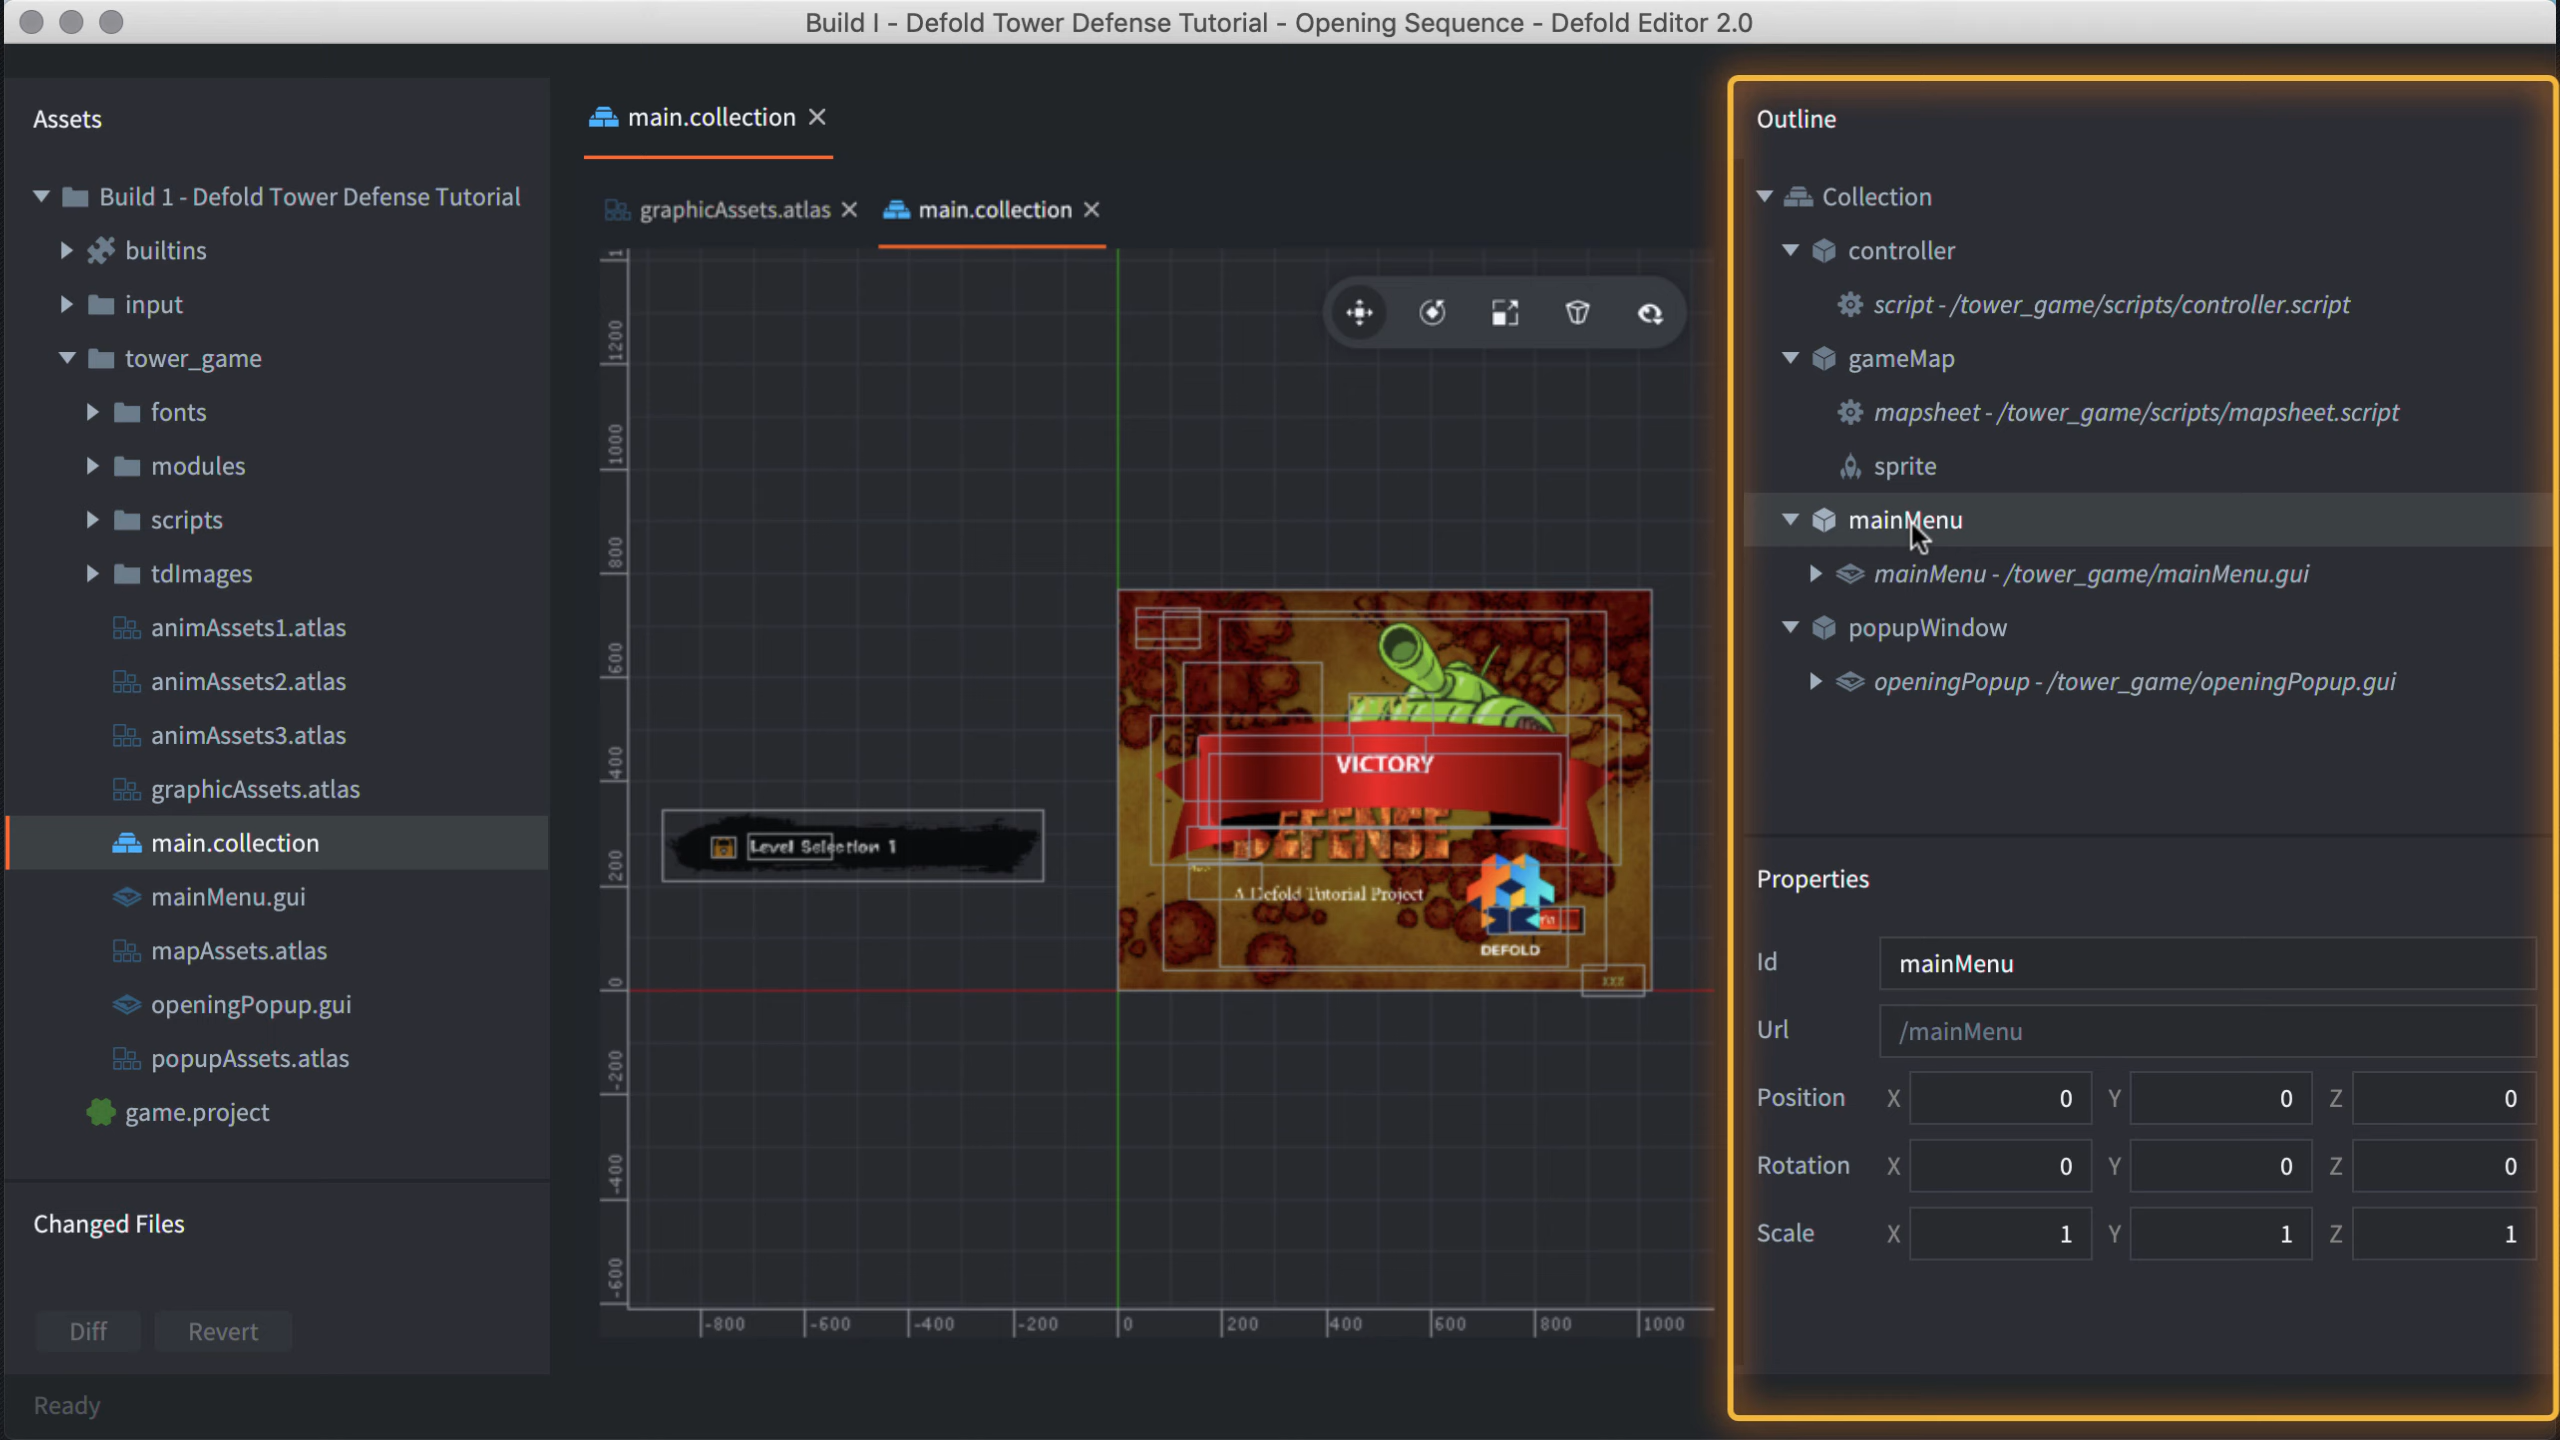 Build I - Defold Tower Defense Tutorial - Opening Sequence - Defold Editor 2.0
Assets
Build 1 - Defold Tower Defense Tutorial
builtins
input
tower_game
fonts
modules
scripts
tdImages
animAssets1.atlas
animAssets2.atlas
animAssets3.atlas
graphicAssets.atlas
main.collection
mainMenu.gui
mapAssets.atlas
openingPopup.gui
popupAssets.atlas
game.project
Changed Files
Diff Revert
Ready
main.collection
graphicAssets.atlas main.collection
1200
1000
800
600
400
200
0
-200
-400
-600
-800 -600 -400 -200 0 200 400 600 800 1000
Level Selection 1
VICTORY
DEFENSE
A Defold Tutorial Project
DEFOLD
XXX
Outline
Collection
controller
script - /tower_game/scripts/controller.script
gameMap
mapsheet - /tower_game/scripts/mapsheet.script
sprite
mainMenu
mainMenu - /tower_game/mainMenu.gui
popupWindow
openingPopup - /tower_game/openingPopup.gui
Properties
Id mainMenu
Url /mainMenu
Position X 0 Y 0 Z 0
Rotation X 0 Y 0 Z 0
Scale X 1 Y 1 Z 1